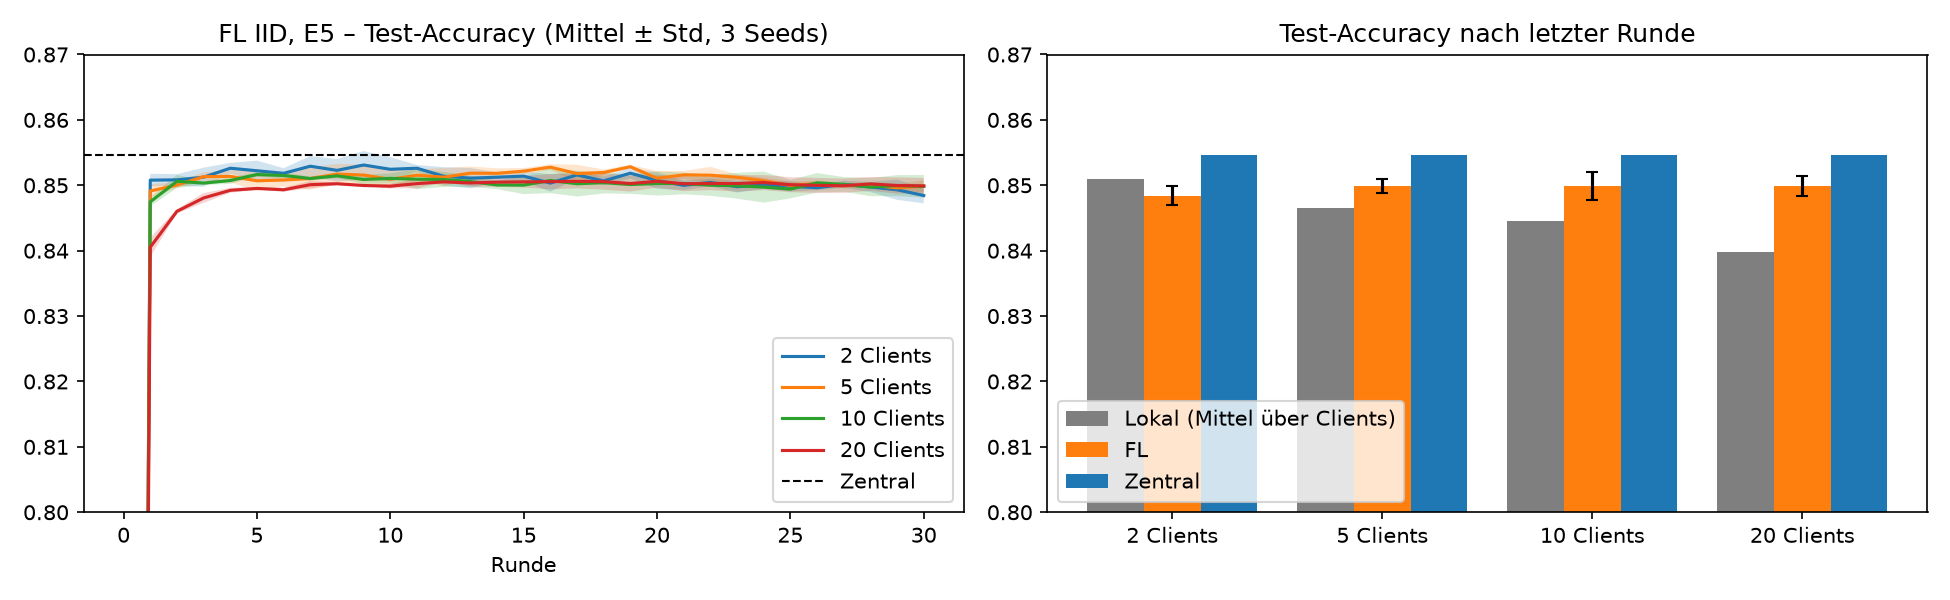 FL IID, E5 – Test-Accuracy (Mittel ± Std, 3 Seeds)
0.87
0.86
0.85
0.84
0.83
0.82
0.81
0.80
0
5
10
15
20
25
30
Runde
2 Clients
5 Clients
10 Clients
20 Clients
Zentral
Test-Accuracy nach letzter Runde
0.87
0.86
0.85
0.84
0.83
0.82
0.81
0.80
Lokal (Mittel über Clients)
FL
Zentral
2 Clients
5 Clients
10 Clients
20 Clients